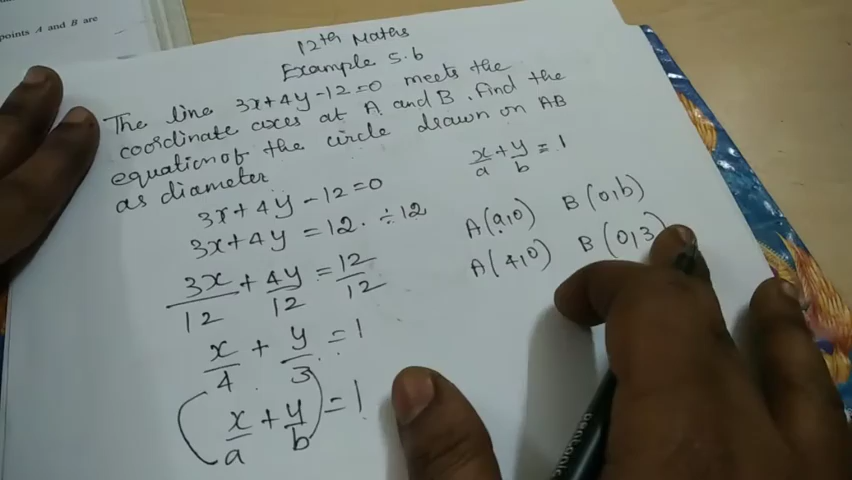 points A and B are
12th Maths
Example 5.6
The line 3x+4y-12=0 meets the
coordinate axes at A and B. Find the
equation of the circle drawn on AB
as diameter
3x+4y-12=0
3x+4y=12. ÷12
3x/12 + 4y/12 = 12/12
x/4 + y/3 = 1
(x/a + y/b) = 1
x/a + y/b = 1
A(a,0) B(0,b)
A(4,0) B(0,3)
pentonic